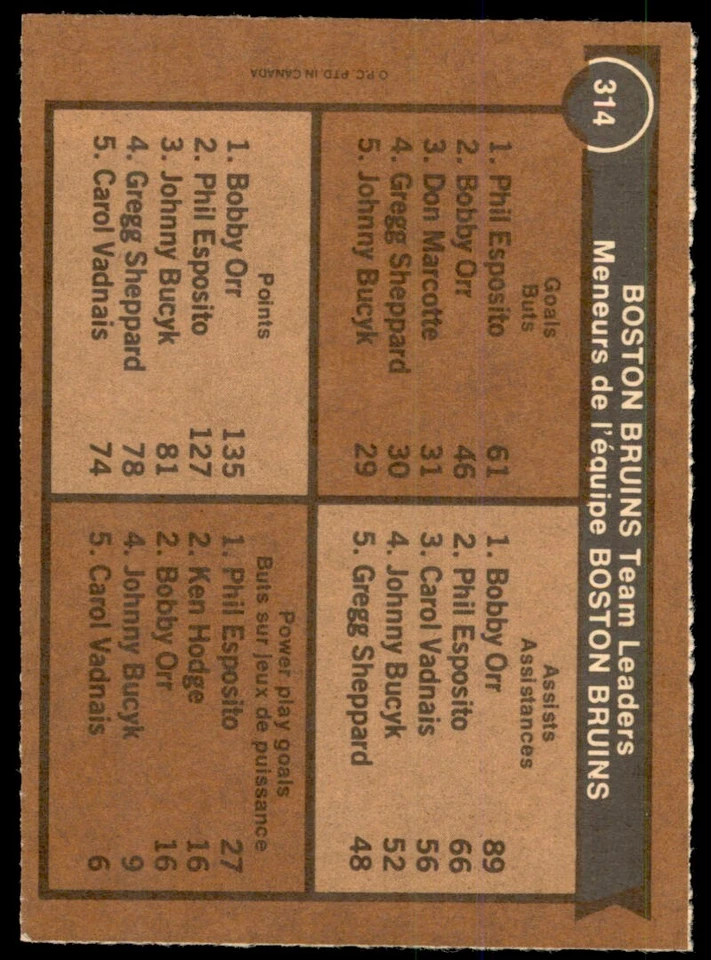 314
BOSTON BRUINS Team Leaders
Meneurs de l'équipe BOSTON BRUINS
Goals
Buts
1. Phil Esposito 61
2. Bobby Orr 46
3. Don Marcotte 31
4. Gregg Sheppard 30
5. Johnny Bucyk 29
Assists
Assistances
1. Bobby Orr 89
2. Phil Esposito 66
3. Carol Vadnais 56
4. Johnny Bucyk 52
5. Gregg Sheppard 48
Points
1. Bobby Orr 135
2. Phil Esposito 127
3. Johnny Bucyk 81
4. Gregg Sheppard 78
5. Carol Vadnais 74
Power play goals
Buts sur jeux de puissance
1. Phil Esposito 27
2. Ken Hodge 16
2. Bobby Orr 16
4. Johnny Bucyk 9
5. Carol Vadnais 6
O.P.C. PTD. IN CANADA